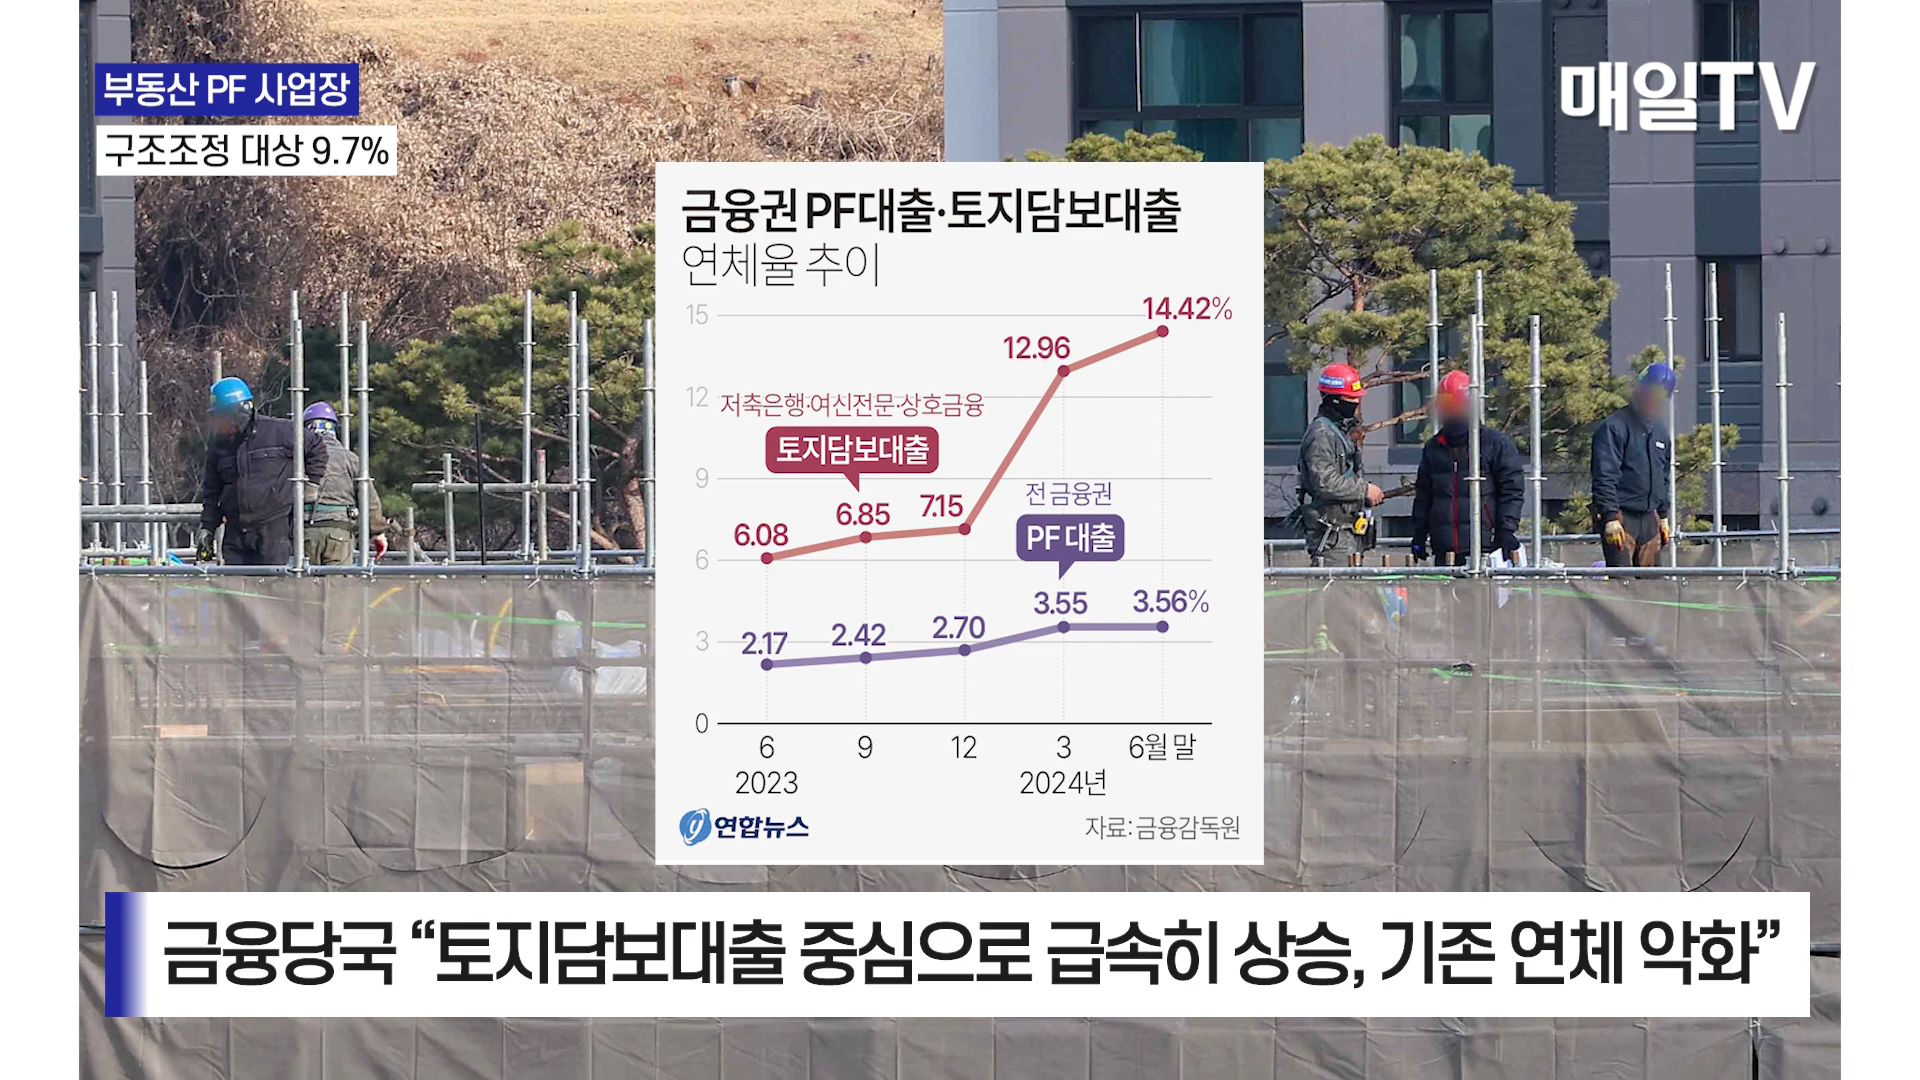 부동산 PF 사업장
구조조정 대상 9.7%
매일TV
금융권 PF대출·토지담보대출
연체율 추이
15
12
9
6
3
0
14.42%
12.96
저축은행·여신전문·상호금융
토지담보대출
6.08
6.85
7.15
전 금융권
PF 대출
2.17
2.42
2.70
3.55
3.56%
6 9 12 3 6월 말
2023 2024년
연합뉴스
자료: 금융감독원
금융당국 “토지담보대출 중심으로 급속히 상승, 기존 연체 악화”